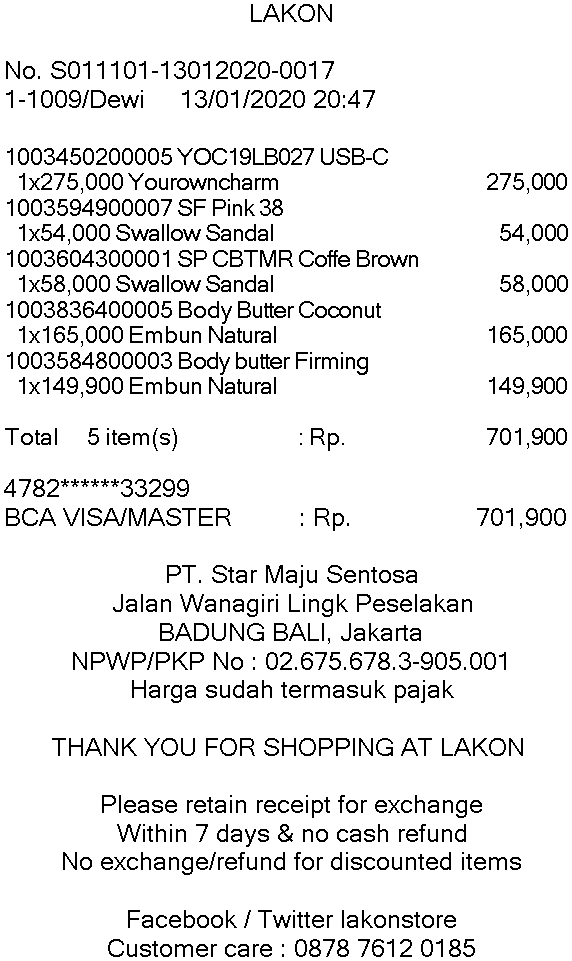 LAKON
No. S011101-13012020-0017
1-1009/Dewi 13/01/2020 20:47
1003450200005 YOC19LB027 USB-C
1x275,000 Yourowncharm 275,000
1003594900007 SF Pink 38
1x54,000 Swallow Sandal 54,000
1003604300001 SP CBTMR Coffe Brown
1x58,000 Swallow Sandal 58,000
1003836400005 Body Butter Coconut
1x165,000 Embun Natural 165,000
1003584800003 Body butter Firming
1x149,900 Embun Natural 149,900
Total 5 item(s) : Rp. 701,900
4782******33299
BCA VISA/MASTER : Rp. 701,900
PT. Star Maju Sentosa
Jalan Wanagiri Lingk Peselakan
BADUNG BALI, Jakarta
NPWP/PKP No : 02.675.678.3-905.001
Harga sudah termasuk pajak
THANK YOU FOR SHOPPING AT LAKON
Please retain receipt for exchange
Within 7 days & no cash refund
No exchange/refund for discounted items
Facebook / Twitter lakonstore
Customer care : 0878 7612 0185